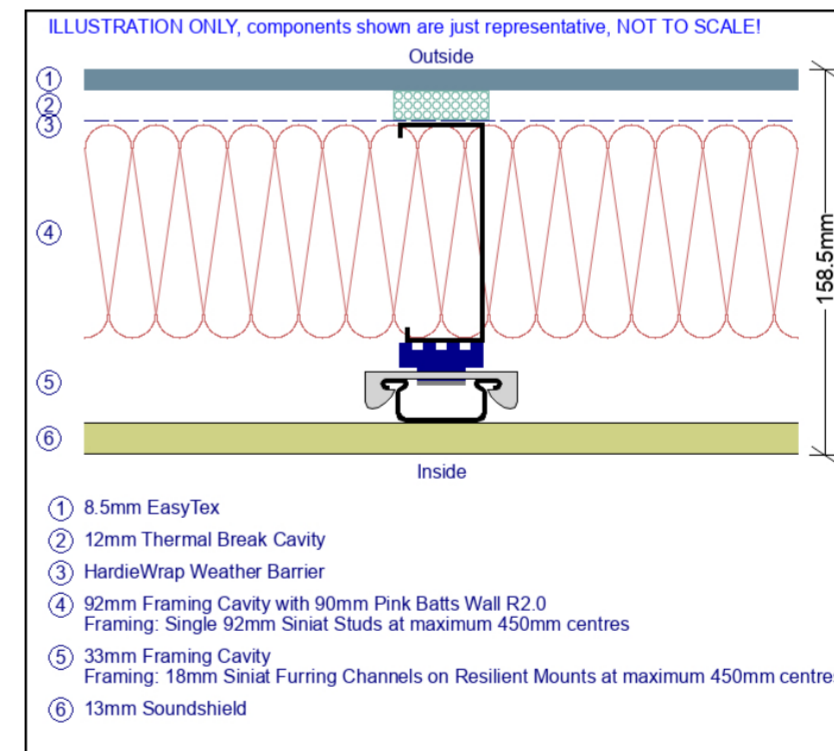 ILLUSTRATION ONLY, components shown are just representative, NOT TO SCALE!
Outside
1
2
3
4
5
6
158.5mm
Inside
1 8.5mm EasyTex
2 12mm Thermal Break Cavity
3 HardieWrap Weather Barrier
4 92mm Framing Cavity with 90mm Pink Batts Wall R2.0
Framing: Single 92mm Siniat Studs at maximum 450mm centres
5 33mm Framing Cavity
Framing: 18mm Siniat Furring Channels on Resilient Mounts at maximum 450mm centres
6 13mm Soundshield